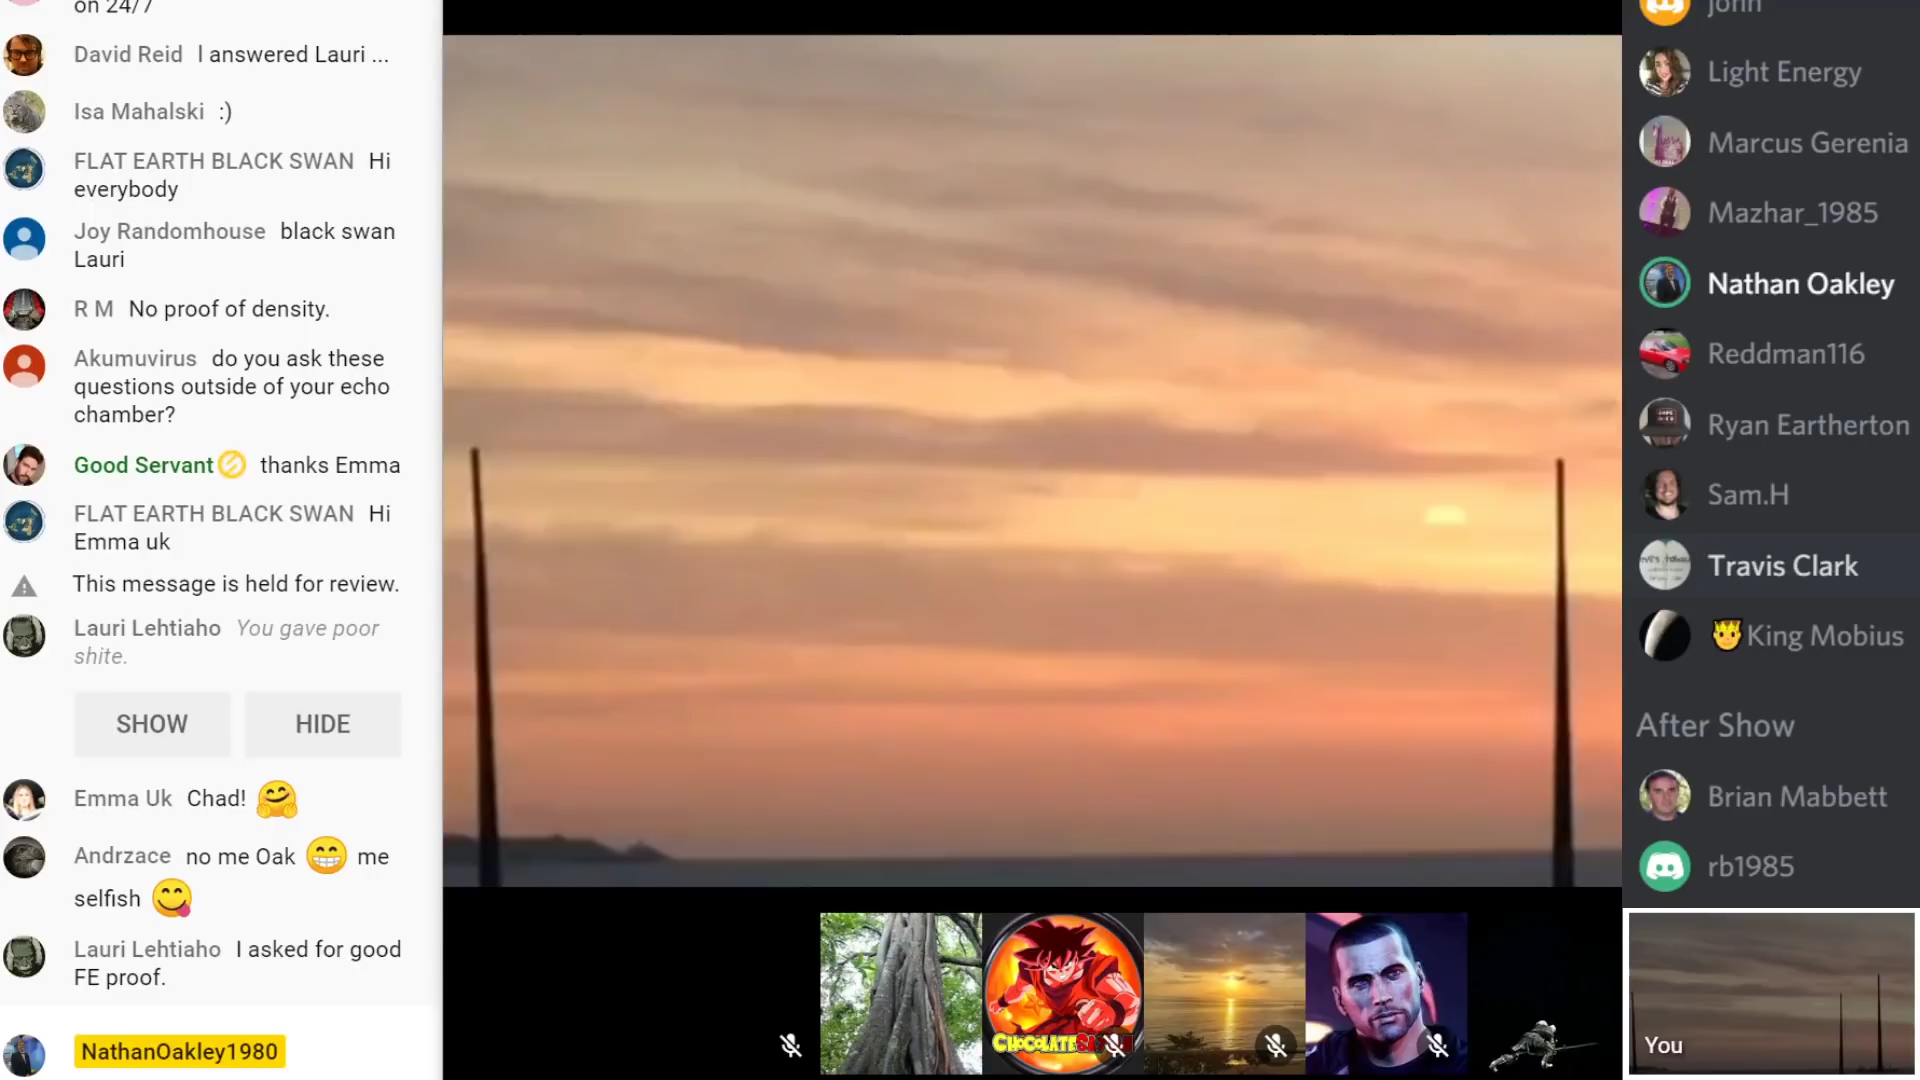 on 24/7
David Reid I answered Lauri ...
Isa Mahalski :)
FLAT EARTH BLACK SWAN Hi
everybody
Joy Randomhouse black swan
Lauri
R M No proof of density.
Akumuvirus do you ask these
questions outside of your echo
chamber?
Good Servant thanks Emma
FLAT EARTH BLACK SWAN Hi
Emma uk
This message is held for review.
Lauri Lehtiaho You gave poor
shite.
SHOW HIDE
Emma Uk Chad! 🤗
Andrzace no me Oak 😁 me
selfish 😋
Lauri Lehtiaho I asked for good
FE proof.
NathanOakley1980
john
Light Energy
Marcus Gerenia
Mazhar_1985
Nathan Oakley
Reddman116
Ryan Eartherton
Sam.H
Travis Clark
🤴King Mobius
After Show
Brian Mabbett
rb1985
You